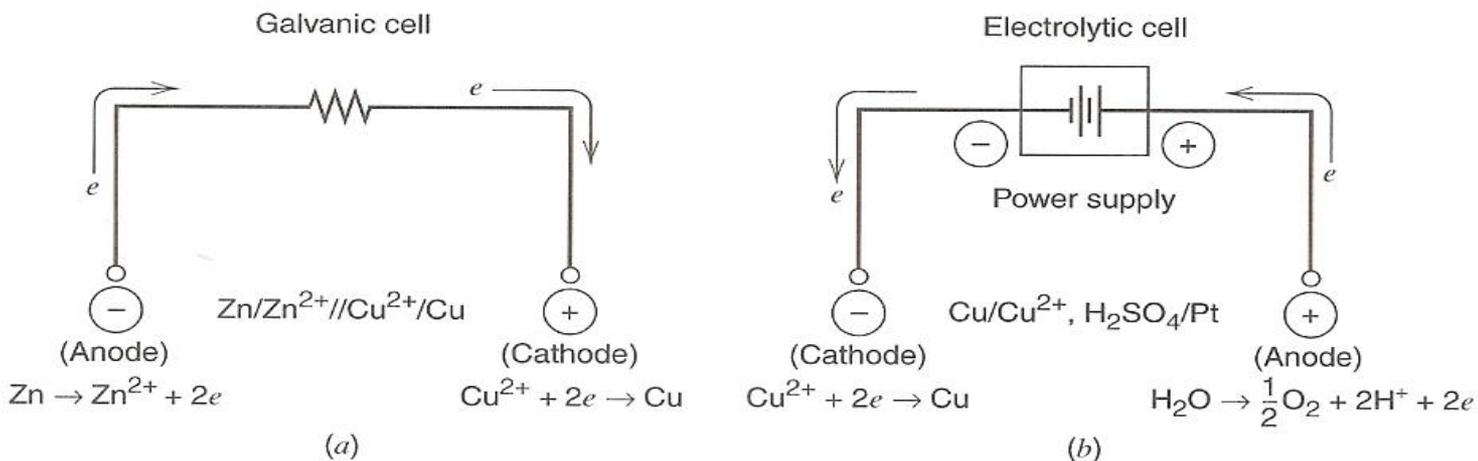 Galvanic cell
e
e
−
Zn/Zn²⁺//Cu²⁺/Cu
+
(Anode)
(Cathode)
Zn → Zn²⁺ + 2e
Cu²⁺ + 2e → Cu
(a)
Electrolytic cell
−
+
e
e
Power supply
−
Cu/Cu²⁺, H₂SO₄/Pt
+
(Cathode)
(Anode)
Cu²⁺ + 2e → Cu
H₂O → 1/2 O₂ + 2H⁺ + 2e
(b)